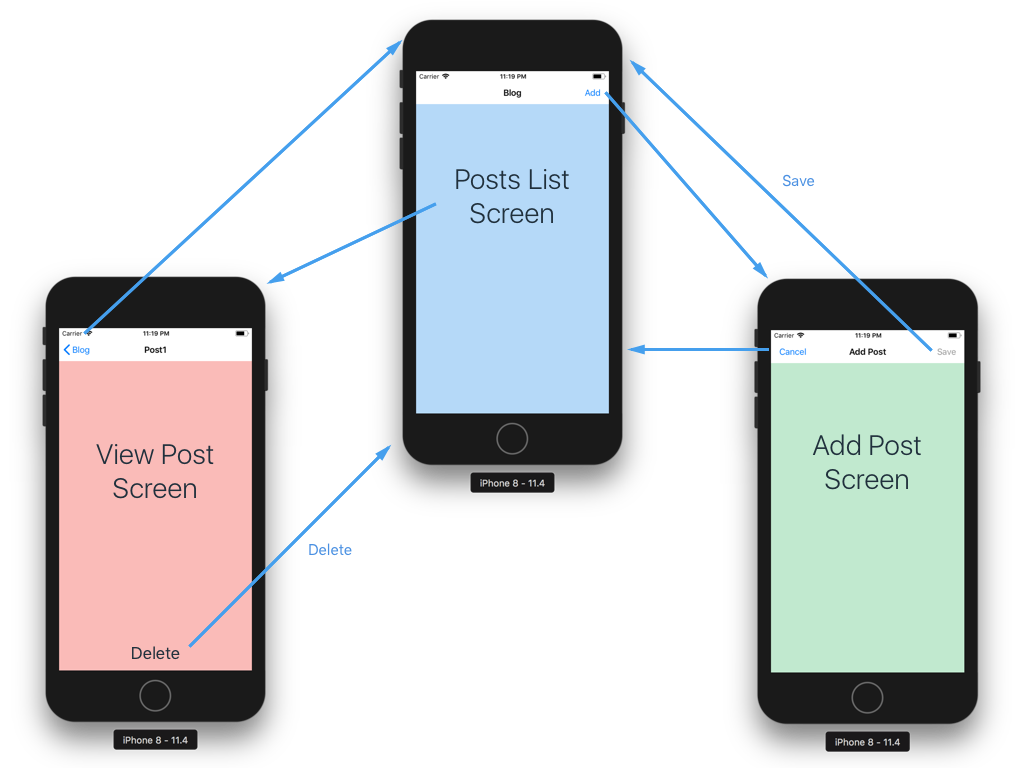 Carrier 11:19 PM
Blog Add
Posts List
Screen
iPhone 8 - 11.4
Save
Delete
Carrier 11:19 PM
Blog Post1
View Post
Screen
Delete
iPhone 8 - 11.4
Carrier 11:19 PM
Cancel Add Post Save
Add Post
Screen
iPhone 8 - 11.4